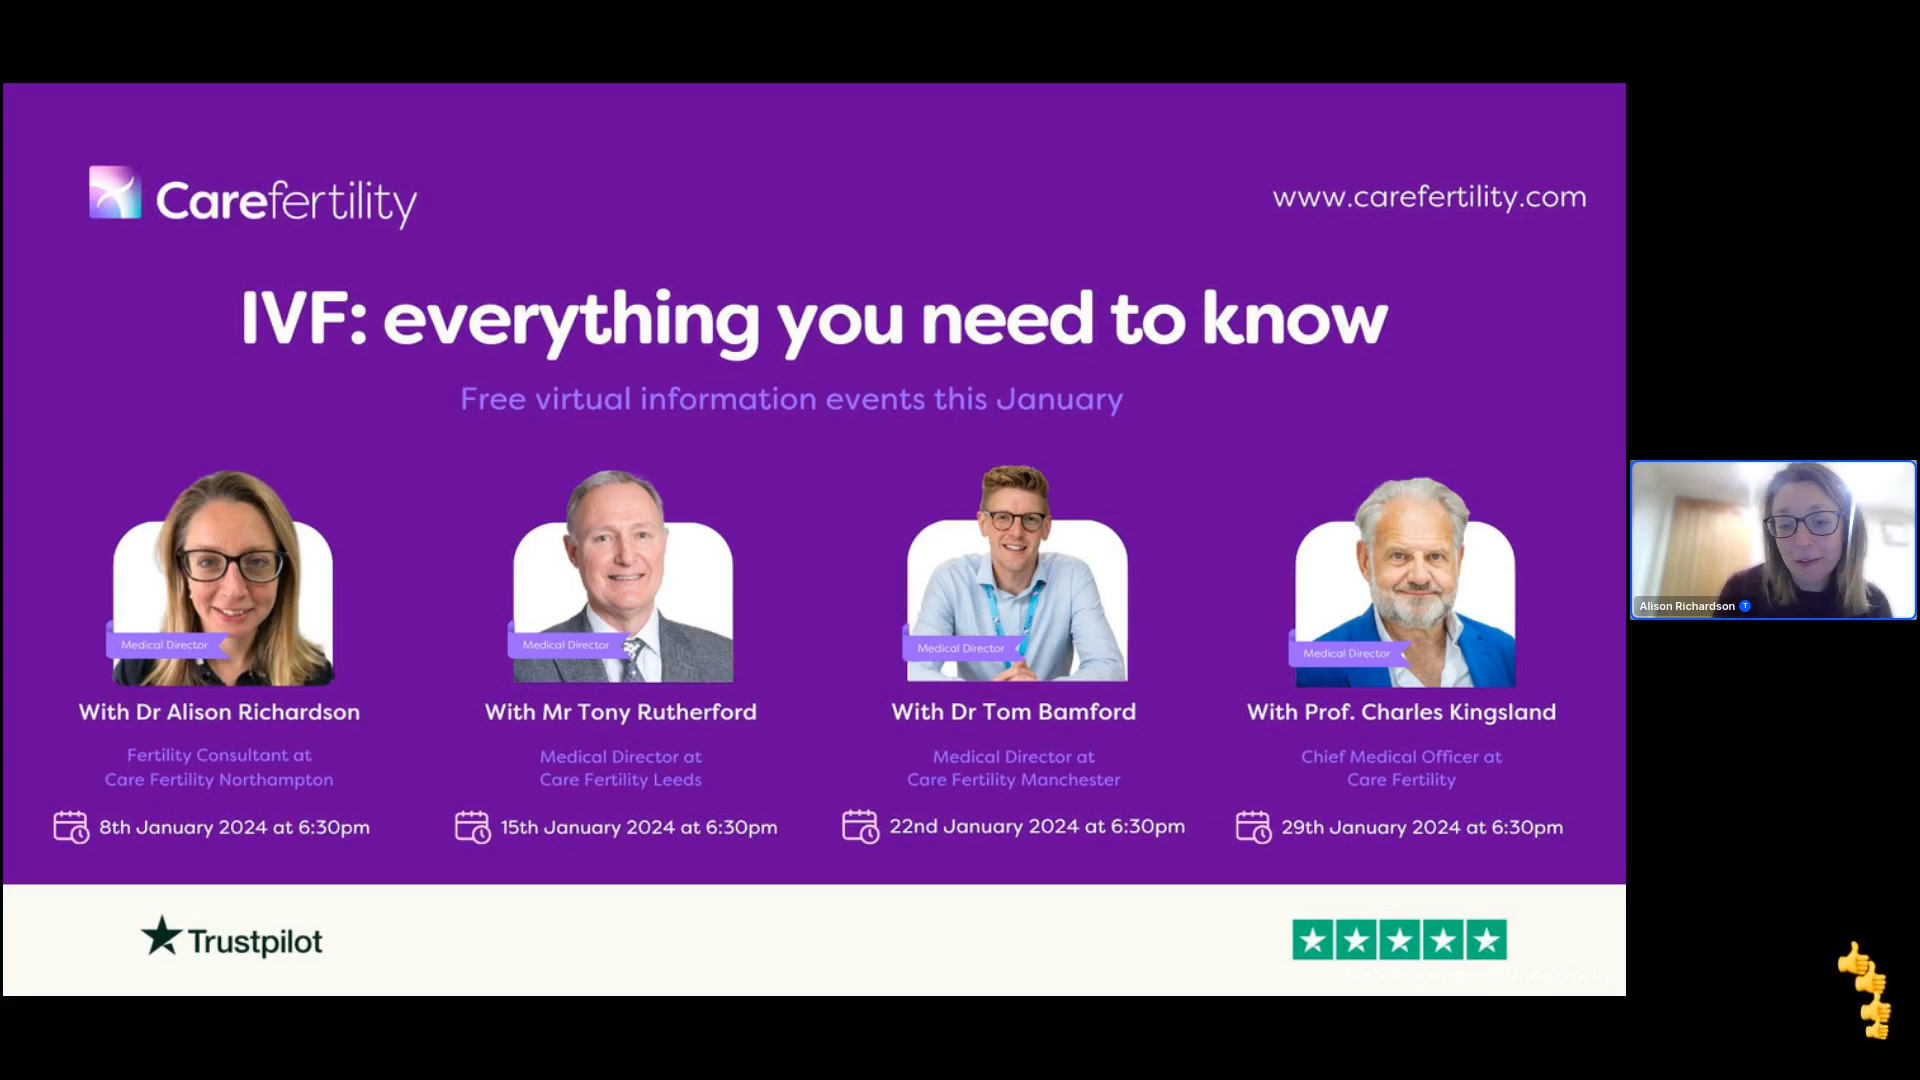 Carefertility
www.carefertility.com
IVF: everything you need to know
Free virtual information events this January
Medical Director
Medical Director
Medical Director
Medical Director
With Dr Alison Richardson
Fertility Consultant at
Care Fertility Northampton
8th January 2024 at 6:30pm
With Mr Tony Rutherford
Medical Director at
Care Fertility Leeds
15th January 2024 at 6:30pm
With Dr Tom Bamford
Medical Director at
Care Fertility Manchester
22nd January 2024 at 6:30pm
With Prof. Charles Kingsland
Chief Medical Officer at
Care Fertility
29th January 2024 at 6:30pm
Trustpilot
Alison Richardson T